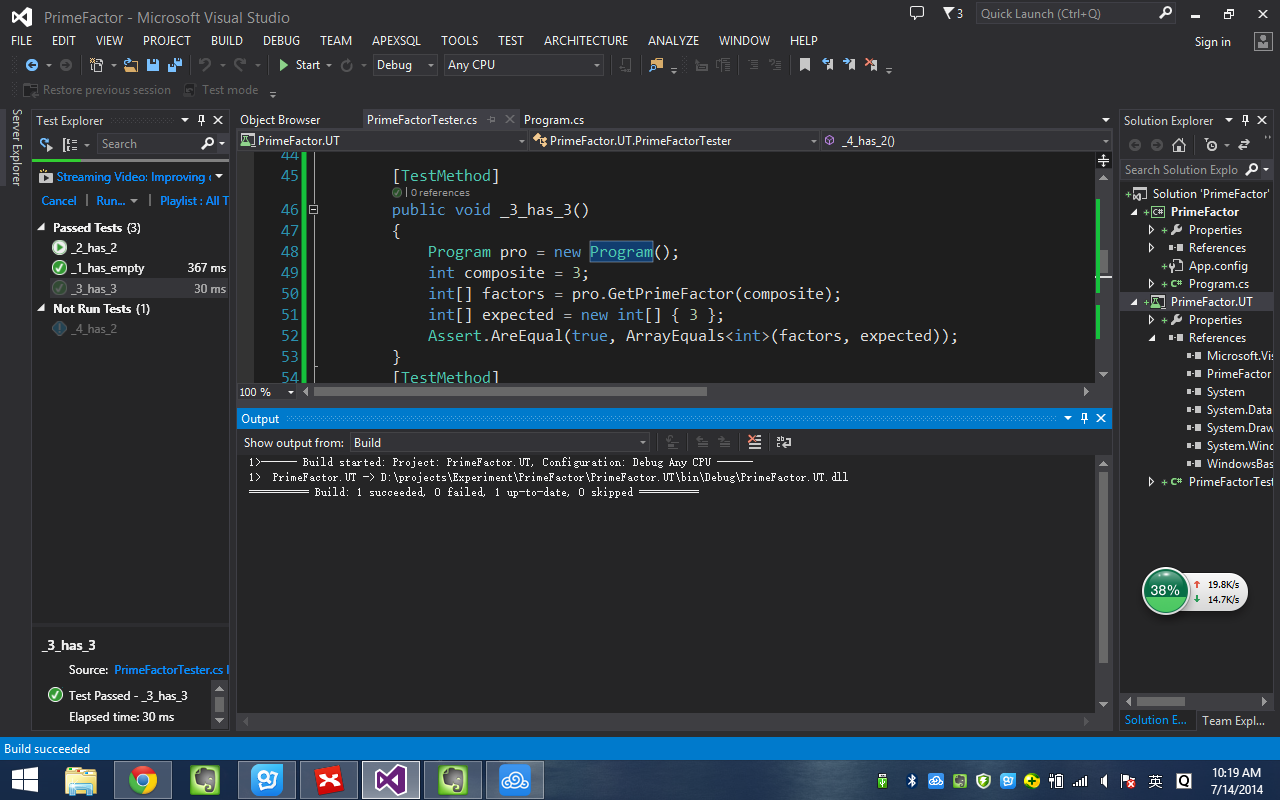 PrimeFactor - Microsoft Visual Studio
3
Quick Launch (Ctrl+Q)
FILE EDIT VIEW PROJECT BUILD DEBUG TEAM APEXSQL TOOLS TEST ARCHITECTURE ANALYZE WINDOW HELP
Sign in
Start Debug Any CPU
Restore previous session Test mode
Server Explorer
Test Explorer
Search
Streaming Video: Improving
Cancel Run... Playlist : All T
Passed Tests (3)
_2_has_2
_1_has_empty 367 ms
_3_has_3 30 ms
Not Run Tests (1)
_4_has_2
_3_has_3
Source: PrimeFactorTester.cs
Test Passed - _3_has_3
Elapsed time: 30 ms
Object Browser PrimeFactorTester.cs Program.cs
PrimeFactor.UT PrimeFactor.UT.PrimeFactorTester _4_has_2()
44
45 [TestMethod]
0 references
46 public void _3_has_3()
47 {
48 Program pro = new Program();
49 int composite = 3;
50 int[] factors = pro.GetPrimeFactor(composite);
51 int[] expected = new int[] { 3 };
52 Assert.AreEqual(true, ArrayEquals<int>(factors, expected));
53 }
54 [TestMethod]
100 %
Output
Show output from: Build
1>------ Build started: Project: PrimeFactor.UT, Configuration: Debug Any CPU ------
1> PrimeFactor.UT -> D:\projects\Experiment\PrimeFactor\PrimeFactor.UT\bin\Debug\PrimeFactor.UT.dll
========== Build: 1 succeeded, 0 failed, 1 up-to-date, 0 skipped ==========
Solution Explorer
Search Solution Explo
Solution 'PrimeFactor'
PrimeFactor
Properties
References
App.config
Program.cs
PrimeFactor.UT
Properties
References
Microsoft.Vis
PrimeFactor
System
System.Data
System.Draw
System.Wind
WindowsBas
PrimeFactorTest
38% 19.8K/s
14.7K/s
Solution E... Team Expl...
Build succeeded
英
10:19 AM
7/14/2014